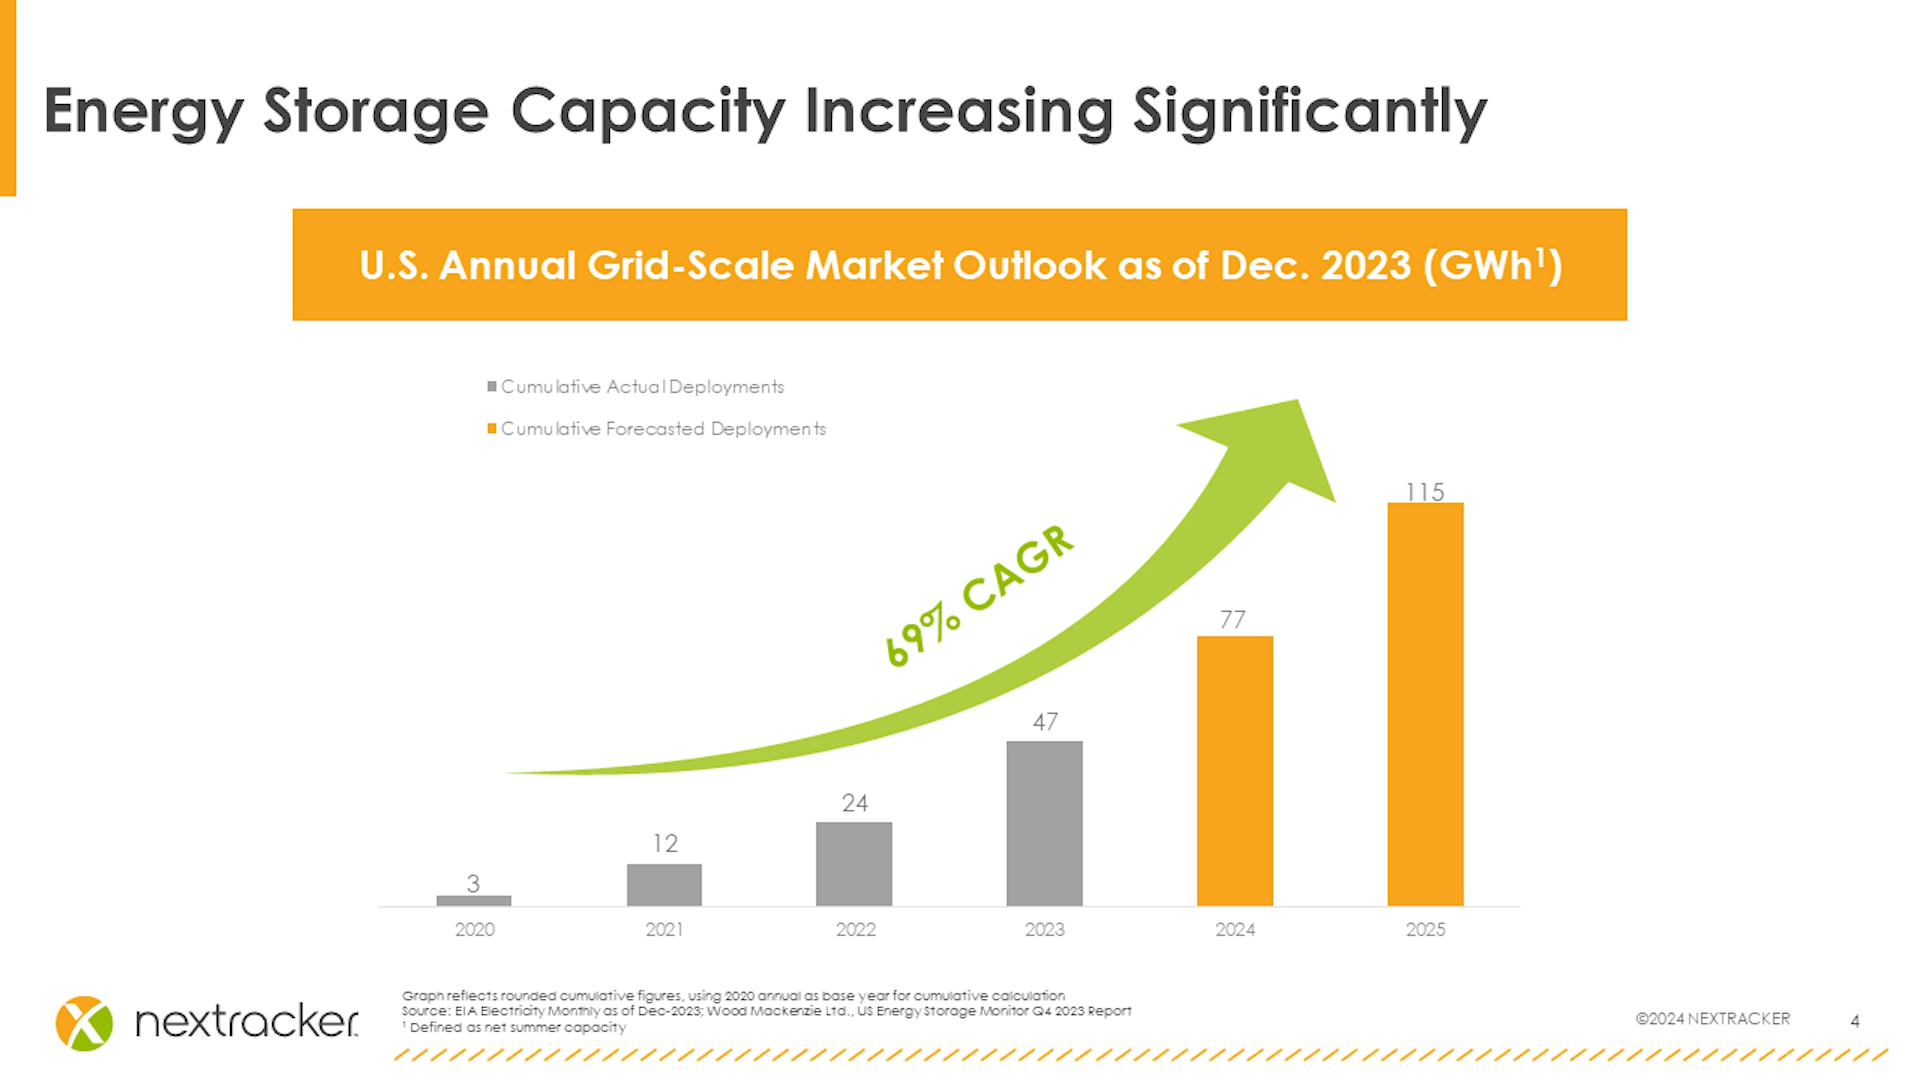 Energy Storage Capacity Increasing Significantly
U.S. Annual Grid-Scale Market Outlook as of Dec. 2023 (GWh¹)
Cumulative Actual Deployments
Cumulative Forecasted Deployments
69% CAGR
3
12
24
47
77
115
2020
2021
2022
2023
2024
2025
nextracker
Graph reflects rounded cumulative figures, using 2020 annual as base year for cumulative calculation
Source: EIA Electricity Monthly as of Dec-2023; Wood Mackenzie Ltd., US Energy Storage Monitor Q4 2023 Report
¹ Defined as net summer capacity
©2024 NEXTRACKER
4